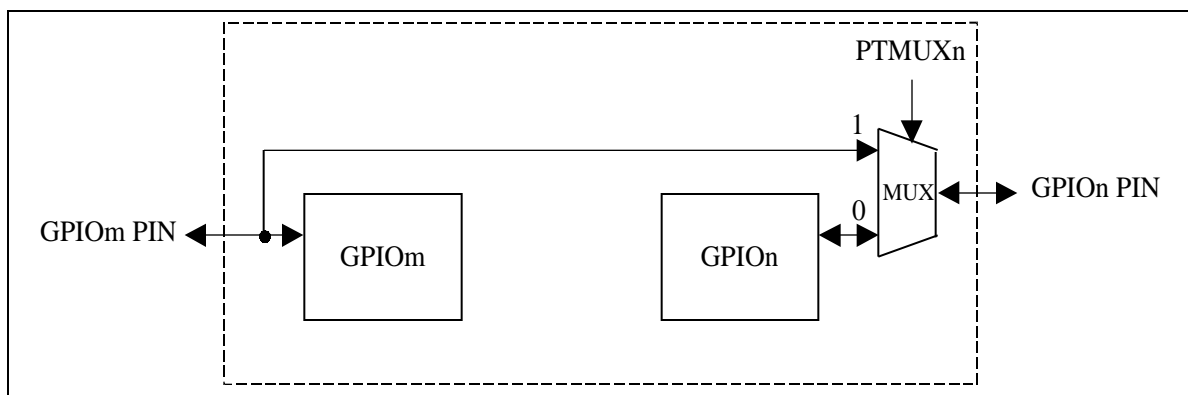 PTMUXn
1
MUX
GPIOn PIN
0
GPIOm PIN
GPIOm
GPIOn